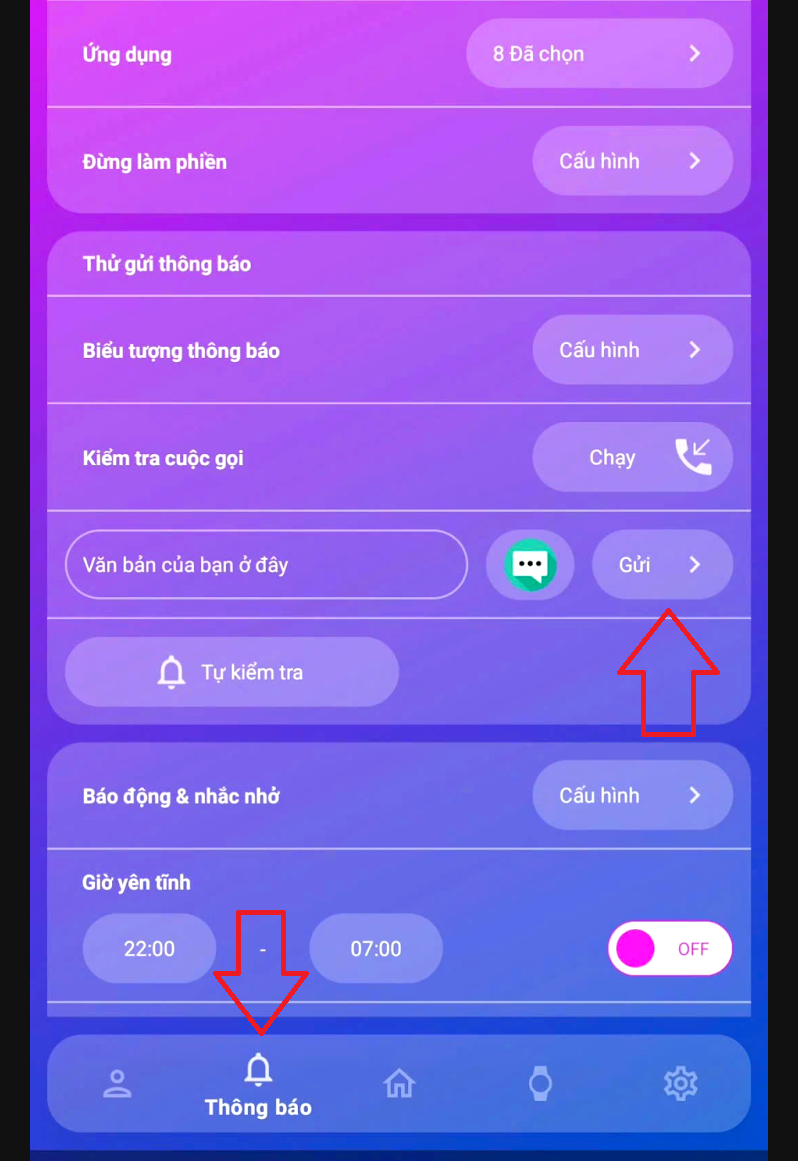 Ứng dụng
8 Đã chọn
Đừng làm phiền
Cấu hình
Thử gửi thông báo
Biểu tượng thông báo
Cấu hình
Kiểm tra cuộc gọi
Chạy
Văn bản của bạn ở đây
Gửi
Tự kiểm tra
Báo động & nhắc nhở
Cấu hình
Giờ yên tĩnh
22:00 - 07:00
OFF
Thông báo